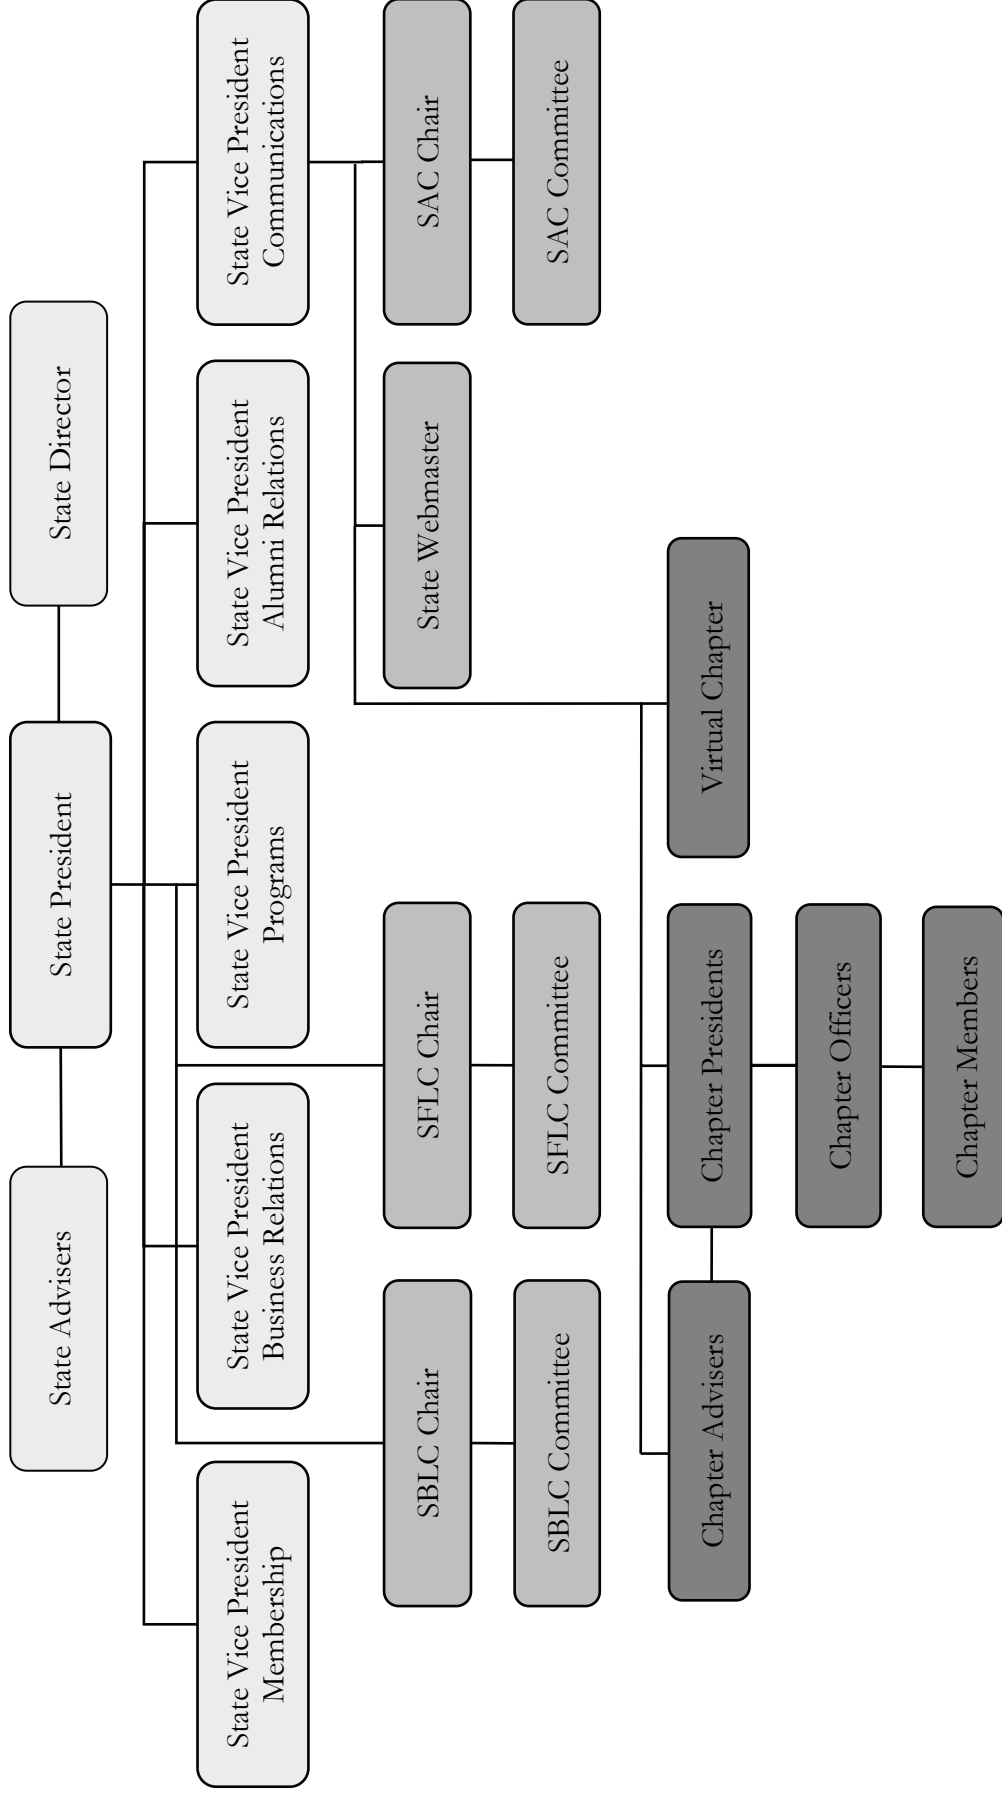 State Advisers
State President
State Director
State Vice President
Membership
State Vice President
Business Relations
State Vice President
Programs
State Vice President
Alumni Relations
State Vice President
Communications
SBLC Chair
SFLC Chair
State Webmaster
SAC Chair
SBLC Committee
SFLC Committee
SAC Committee
Chapter Advisers
Chapter Presidents
Virtual Chapter
Chapter Officers
Chapter Members